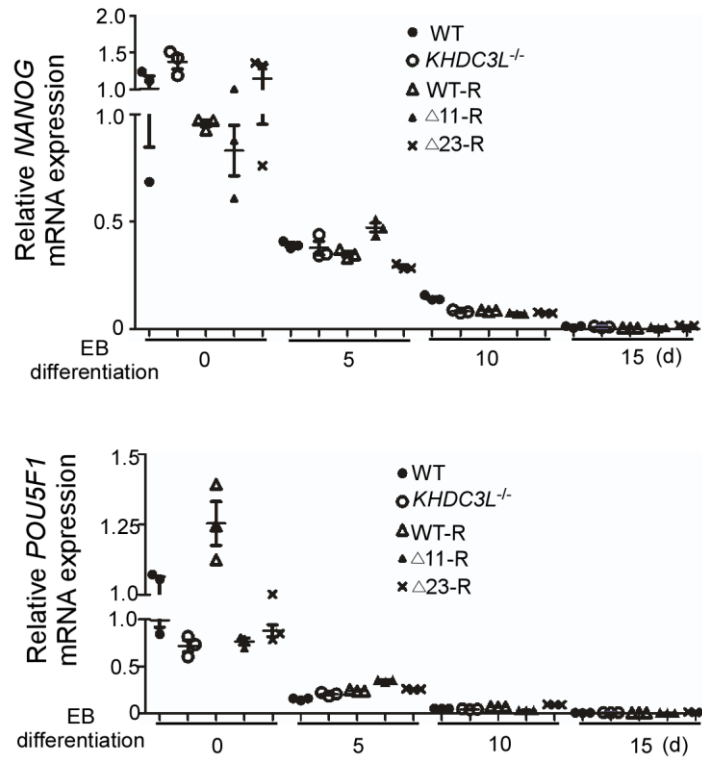 Relative NANOG
mRNA expression
2.0
1.5
1.0
1.0
0.5
0
WT
KHDC3L-/-
WT-R
△11-R
△23-R
EB
differentiation
0
5
10
15 (d)
Relative POU5F1
mRNA expression
1.5
1.25
1.0
1.0
0.5
0
WT
KHDC3L-/-
WT-R
△11-R
△23-R
EB
differentiation
0
5
10
15 (d)